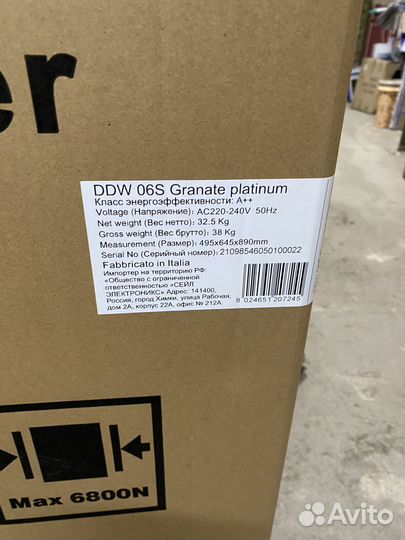 er
DDW 06S Granate platinum
Класс энергоэффективности: A++
Voltage (Напряжение): AC220-240V 50Hz
Net weight (Вес нетто): 32.5 Kg
Gross weight (Вес брутто): 38 Kg
Measurement (Размер): 495x645x890mm
Serial No (Серийный номер): 21098546050100022
Fabbricato in Italia
Импортер на территорию РФ:
«Общество с ограниченной
ответственностью «СЕЙЛ
ЭЛЕКТРОНИКС» Адрес: 141400,
Россия, город Химки, улица Рабочая,
дом 2А, корпус 22А, офис № 212А
8 024651 207245
Max 6800N
Avito